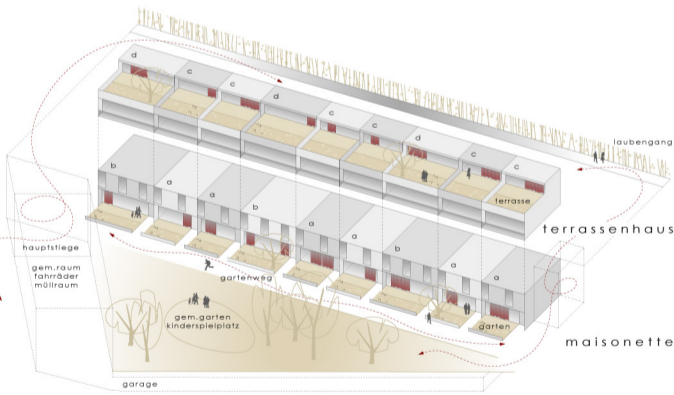 d
c
c
d
c
c
d
c
c
laubengang
terrasse
terrassenhaus
b
a
a
b
a
a
b
a
a
hauptstiege
gem.raum
fahrräder
müllraum
gartenweg
gem.garten
kinderspielplatz
garten
maisonette
garage